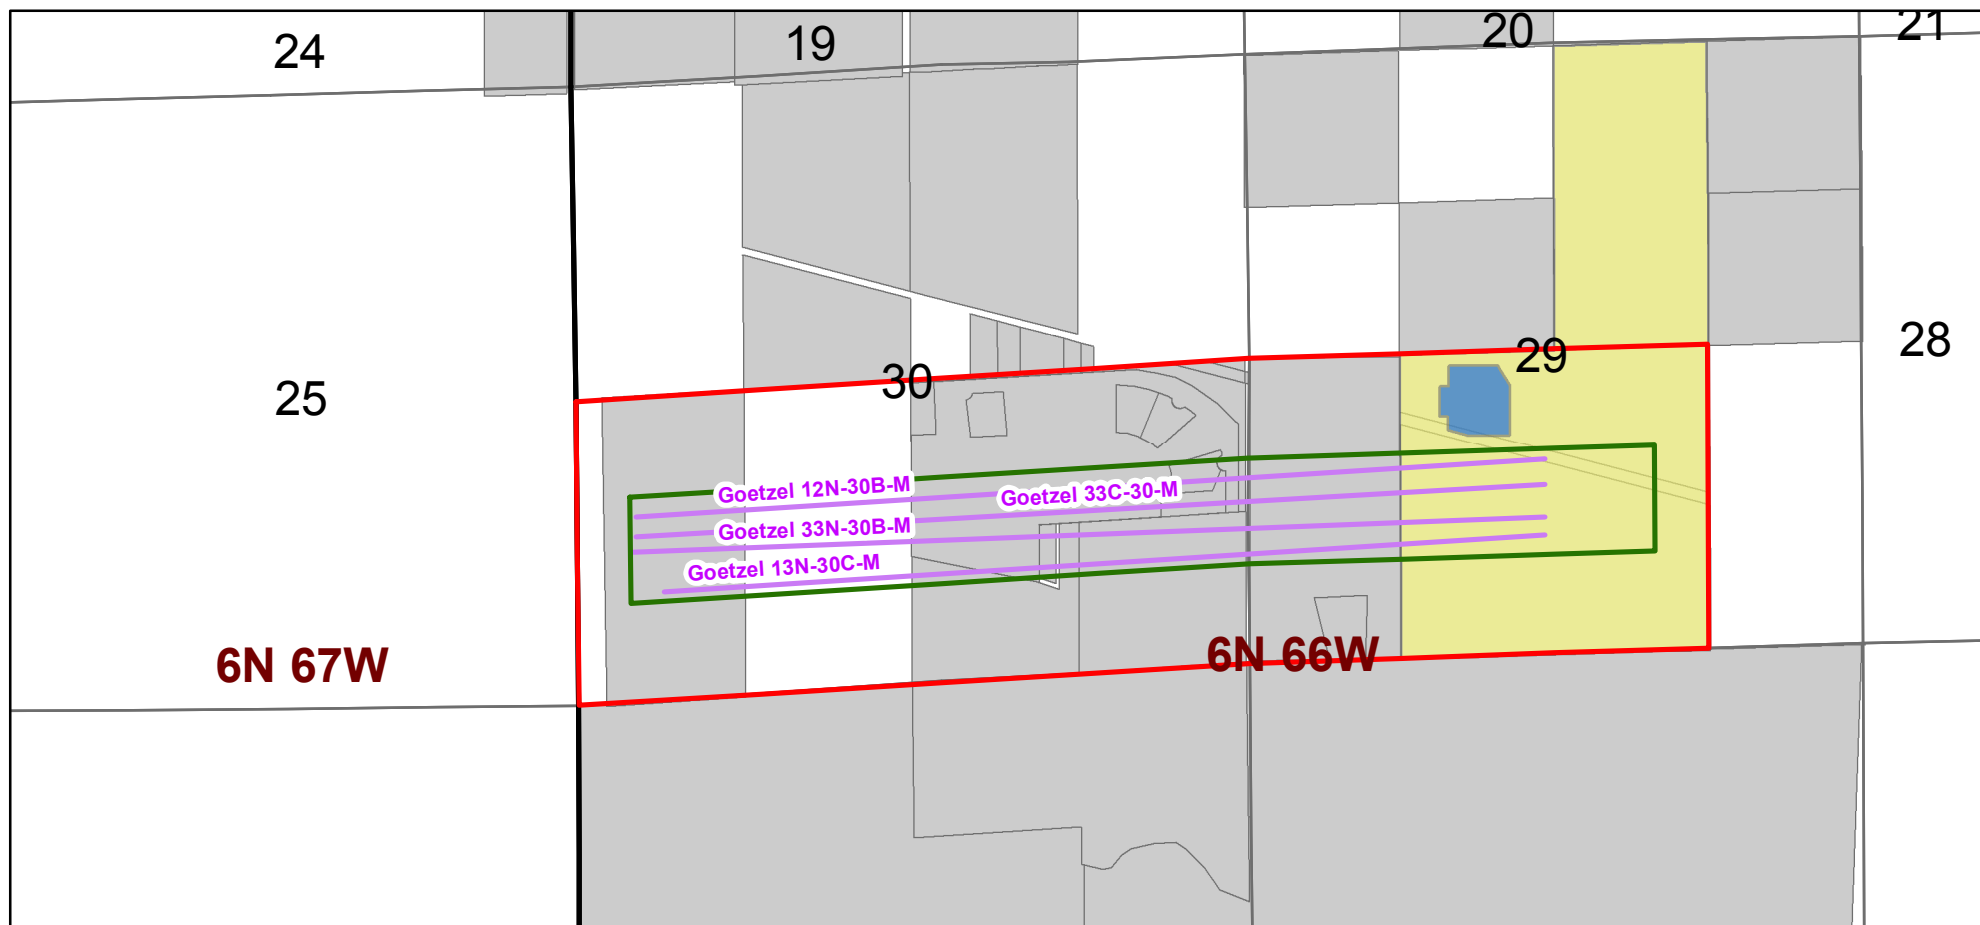 24
19
20
21
28
29
30
25
Goetzel 12N-30B-M
Goetzel 33C-30-M
Goetzel 33N-30B-M
Goetzel 13N-30C-M
6N 67W
6N 66W